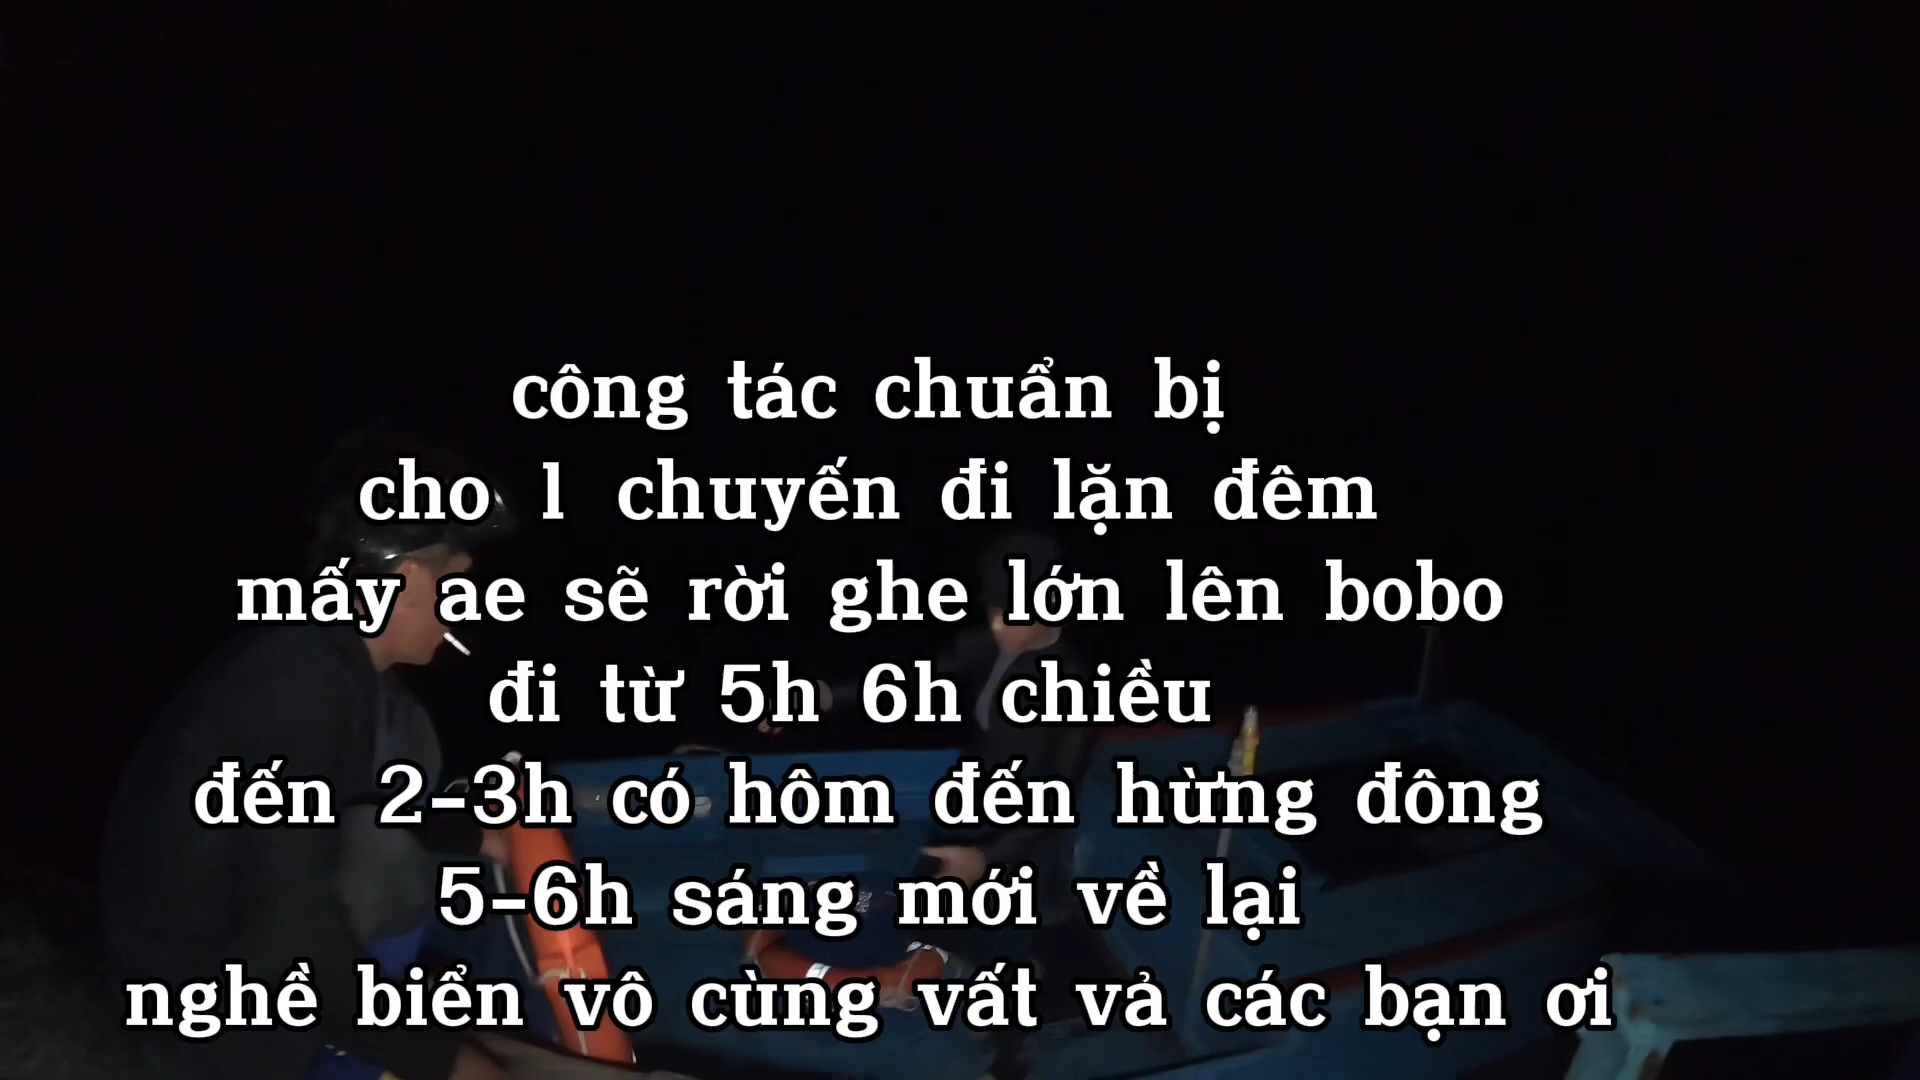 công tác chuẩn bị
cho 1 chuyến đi lặn đêm
mấy ae sẽ rời ghe lớn lên bobo
đi từ 5h 6h chiều
đến 2-3h có hôm đến hừng đông
5-6h sáng mới về lại
nghề biển vô cùng vất vả các bạn ơi